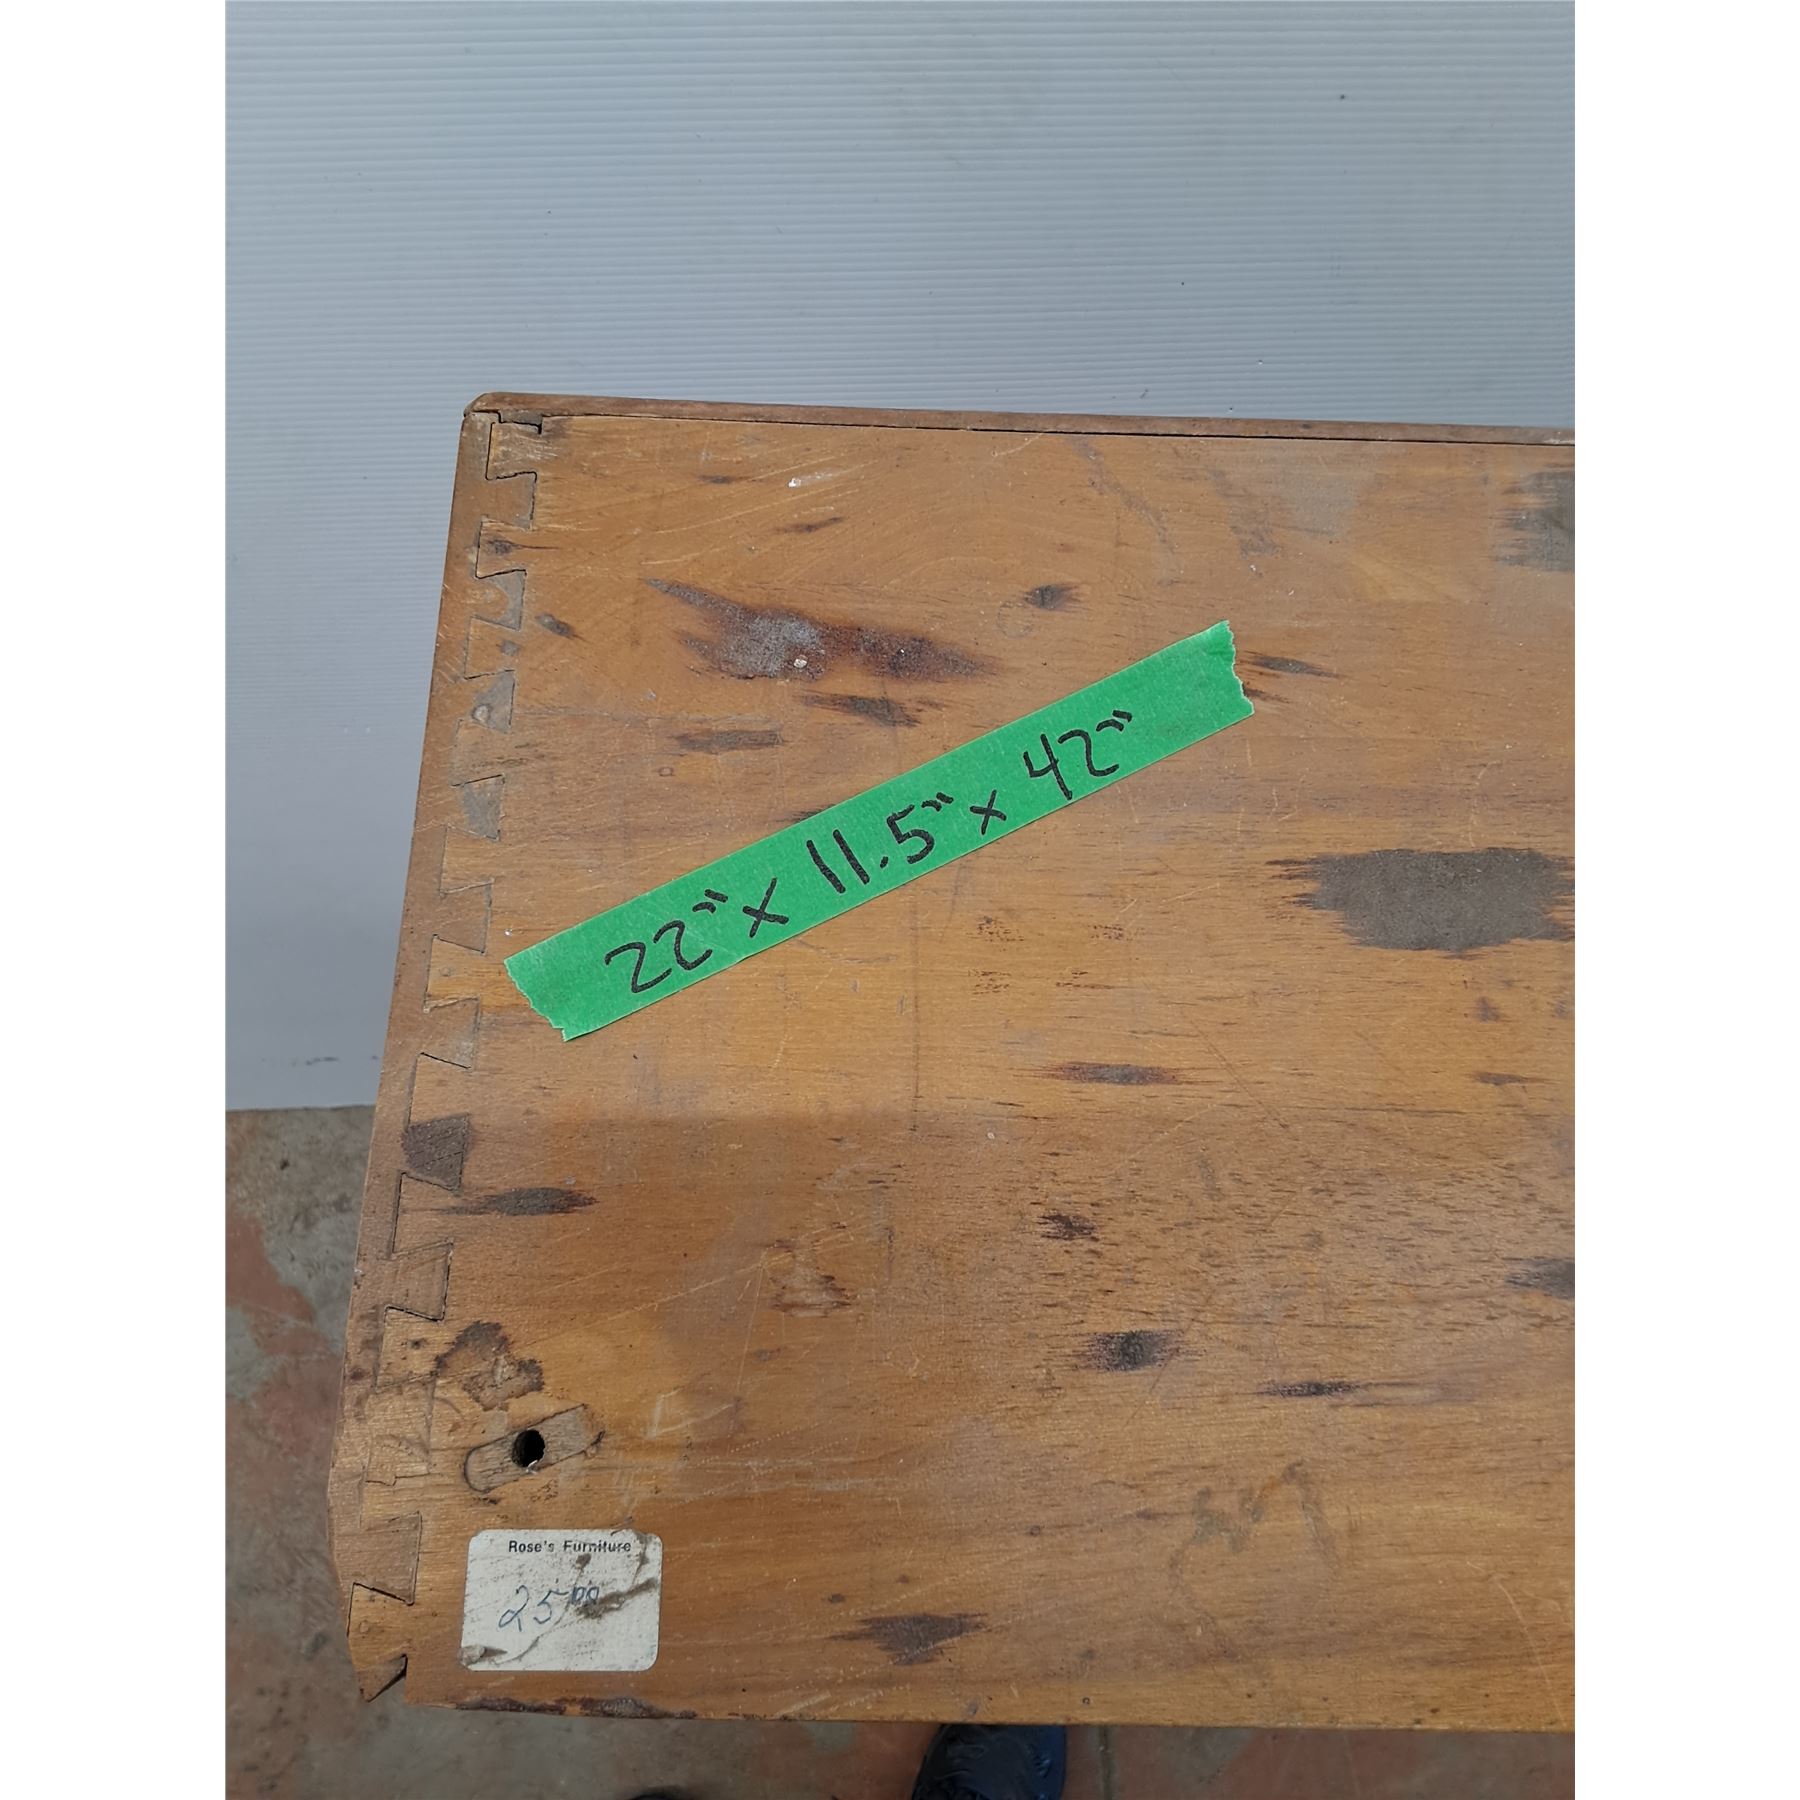 22" x 11.5" x 42"
Rose's Furniture
25.00